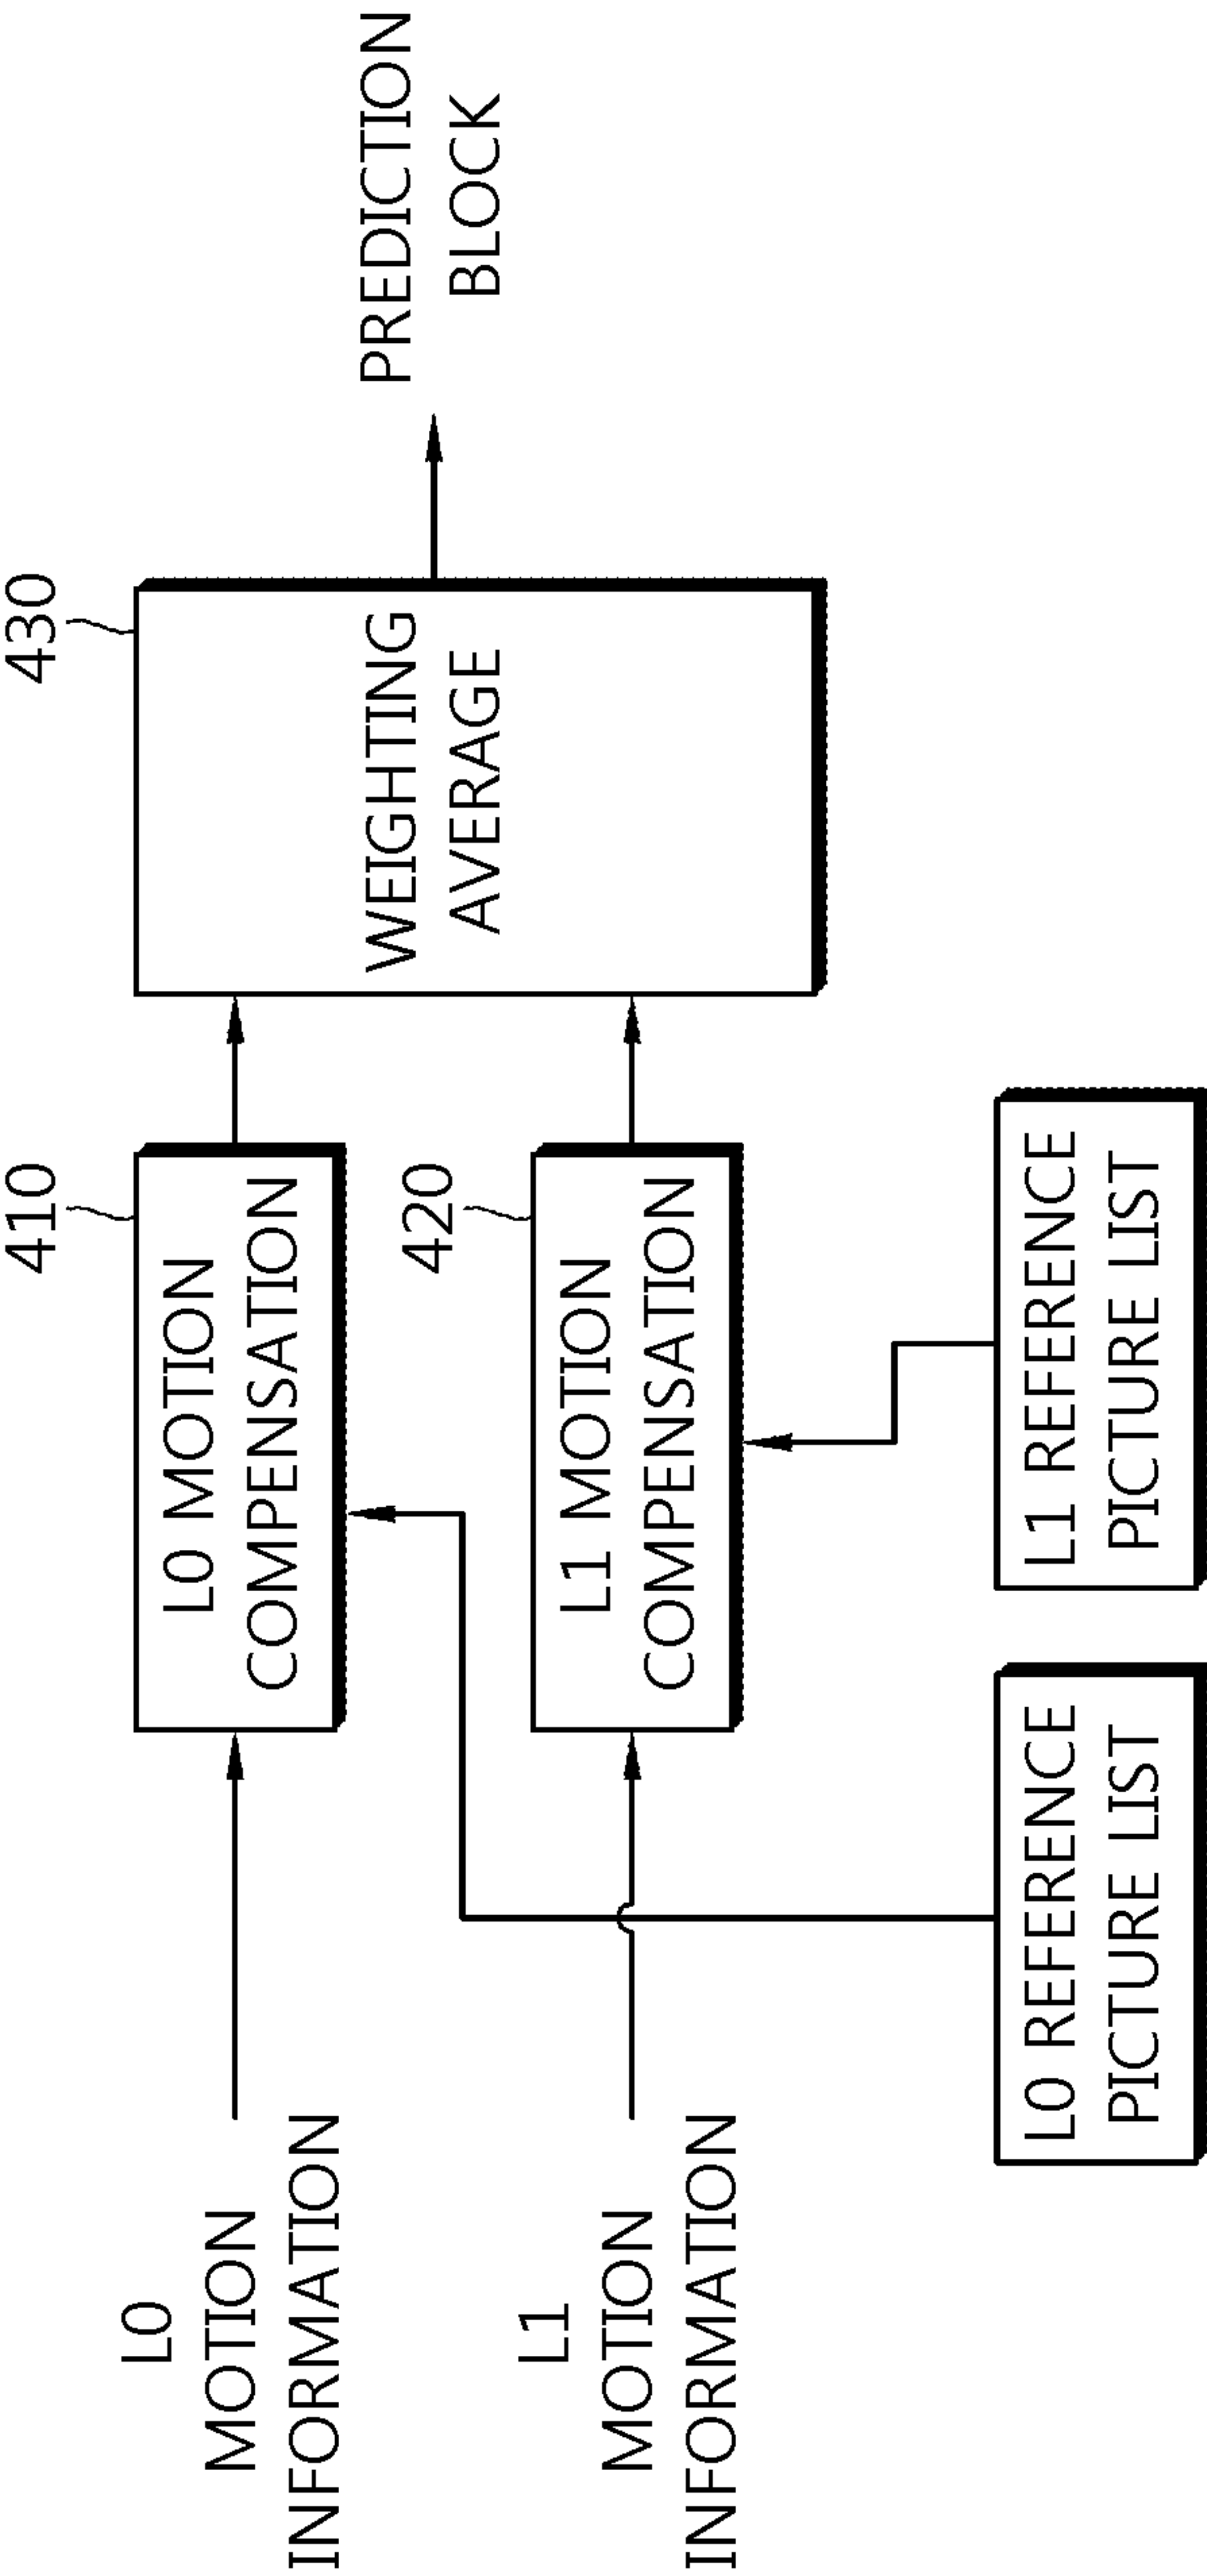 L0
MOTION
INFORMATION
410
L0 MOTION
COMPENSATION
430
WEIGHTING
AVERAGE
PREDICTION
BLOCK
L1
MOTION
INFORMATION
420
L1 MOTION
COMPENSATION
L0 REFERENCE
PICTURE LIST
L1 REFERENCE
PICTURE LIST